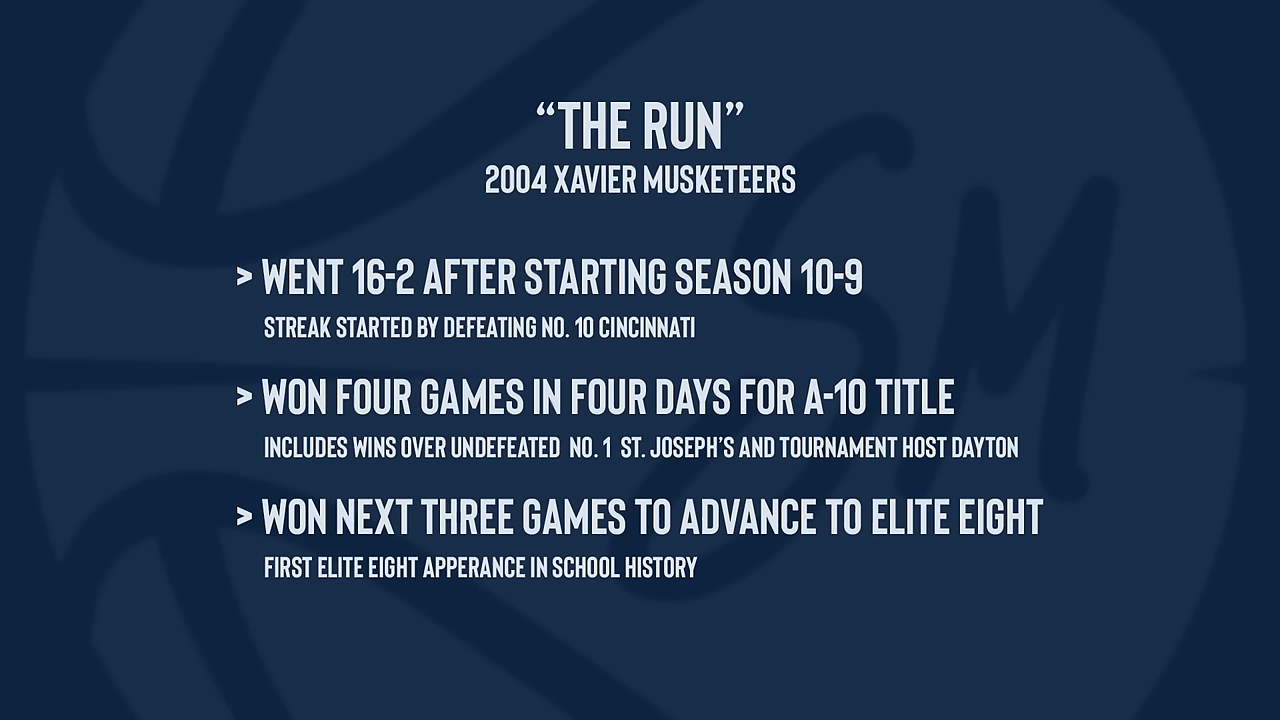 “THE RUN”
2004 XAVIER MUSKETEERS
> WENT 16-2 AFTER STARTING SEASON 10-9
STREAK STARTED BY DEFEATING NO. 10 CINCINNATI
> WON FOUR GAMES IN FOUR DAYS FOR A-10 TITLE
INCLUDES WINS OVER UNDEFEATED NO. 1 ST. JOSEPH’S AND TOURNAMENT HOST DAYTON
> WON NEXT THREE GAMES TO ADVANCE TO ELITE EIGHT
FIRST ELITE EIGHT APPERANCE IN SCHOOL HISTORY
SM